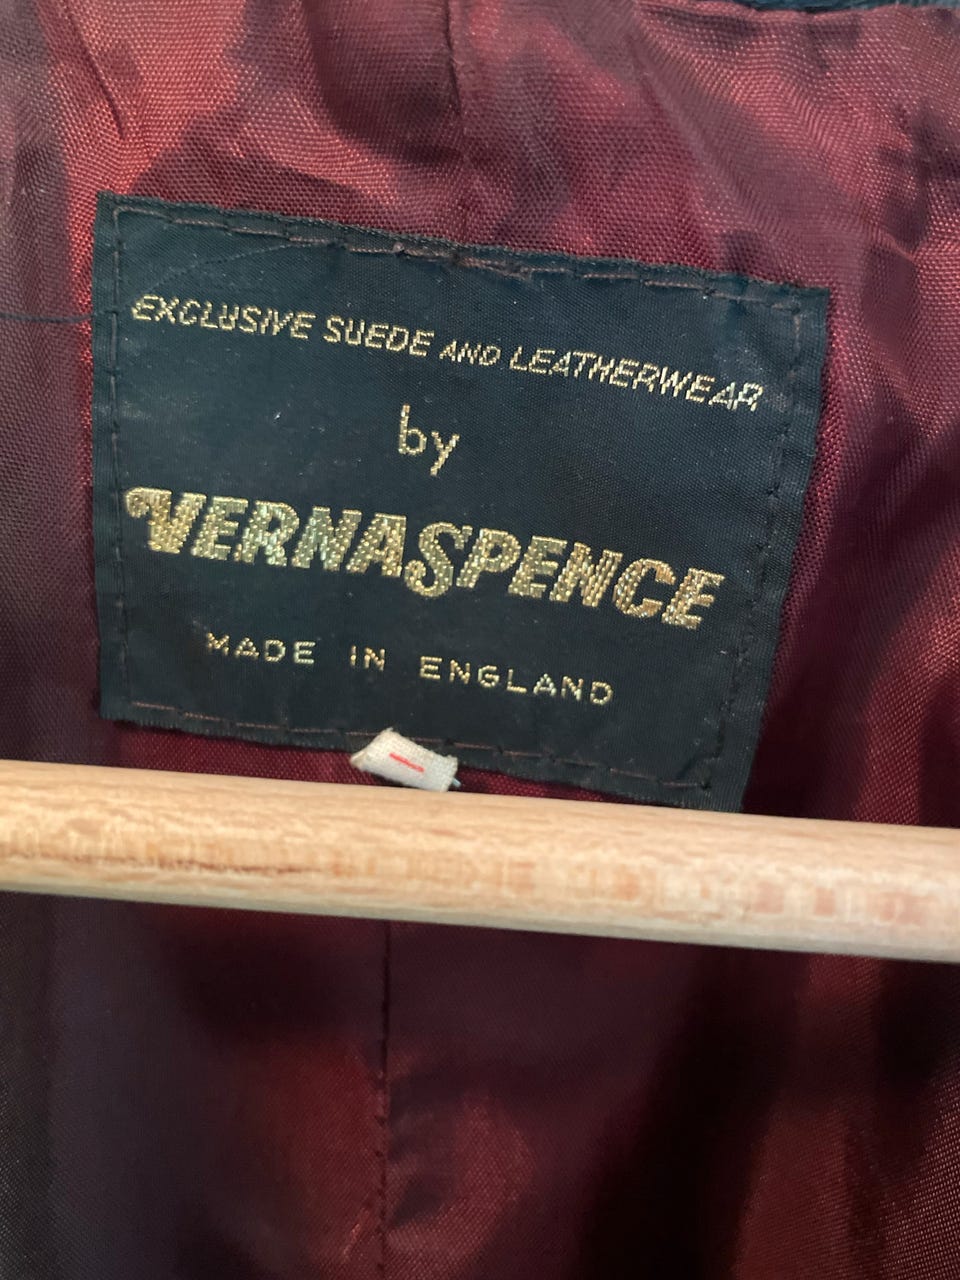 EXCLUSIVE SUEDE AND LEATHERWEAR
by
VERNASPENCE
MADE IN ENGLAND